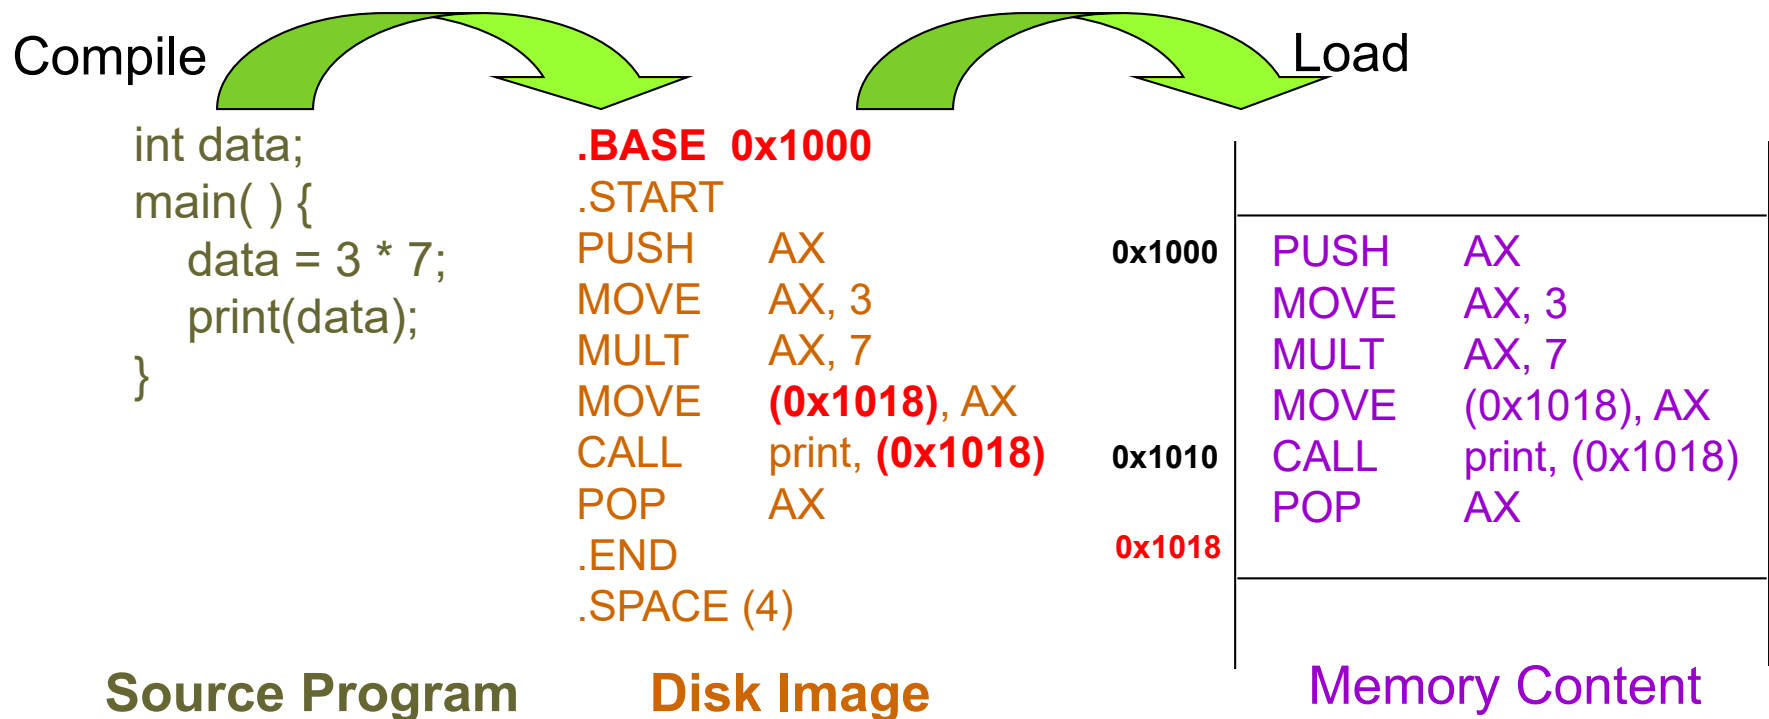 Compile
Load
int data;
main( ) {
data = 3 * 7;
print(data);
}
Source Program
.BASE 0x1000
.START
PUSH AX
MOVE AX, 3
MULT AX, 7
MOVE (0x1018), AX
CALL print, (0x1018)
POP AX
.END
.SPACE (4)
Disk Image
0x1000
0x1010
0x1018
PUSH AX
MOVE AX, 3
MULT AX, 7
MOVE (0x1018), AX
CALL print, (0x1018)
POP AX
Memory Content